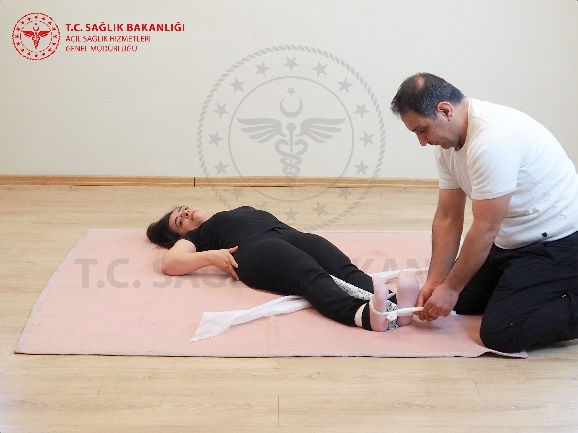 T.C. SAĞLIK BAKANLIĞI
ACİL SAĞLIK HİZMETLERİ
GENEL MÜDÜRLÜĞÜ